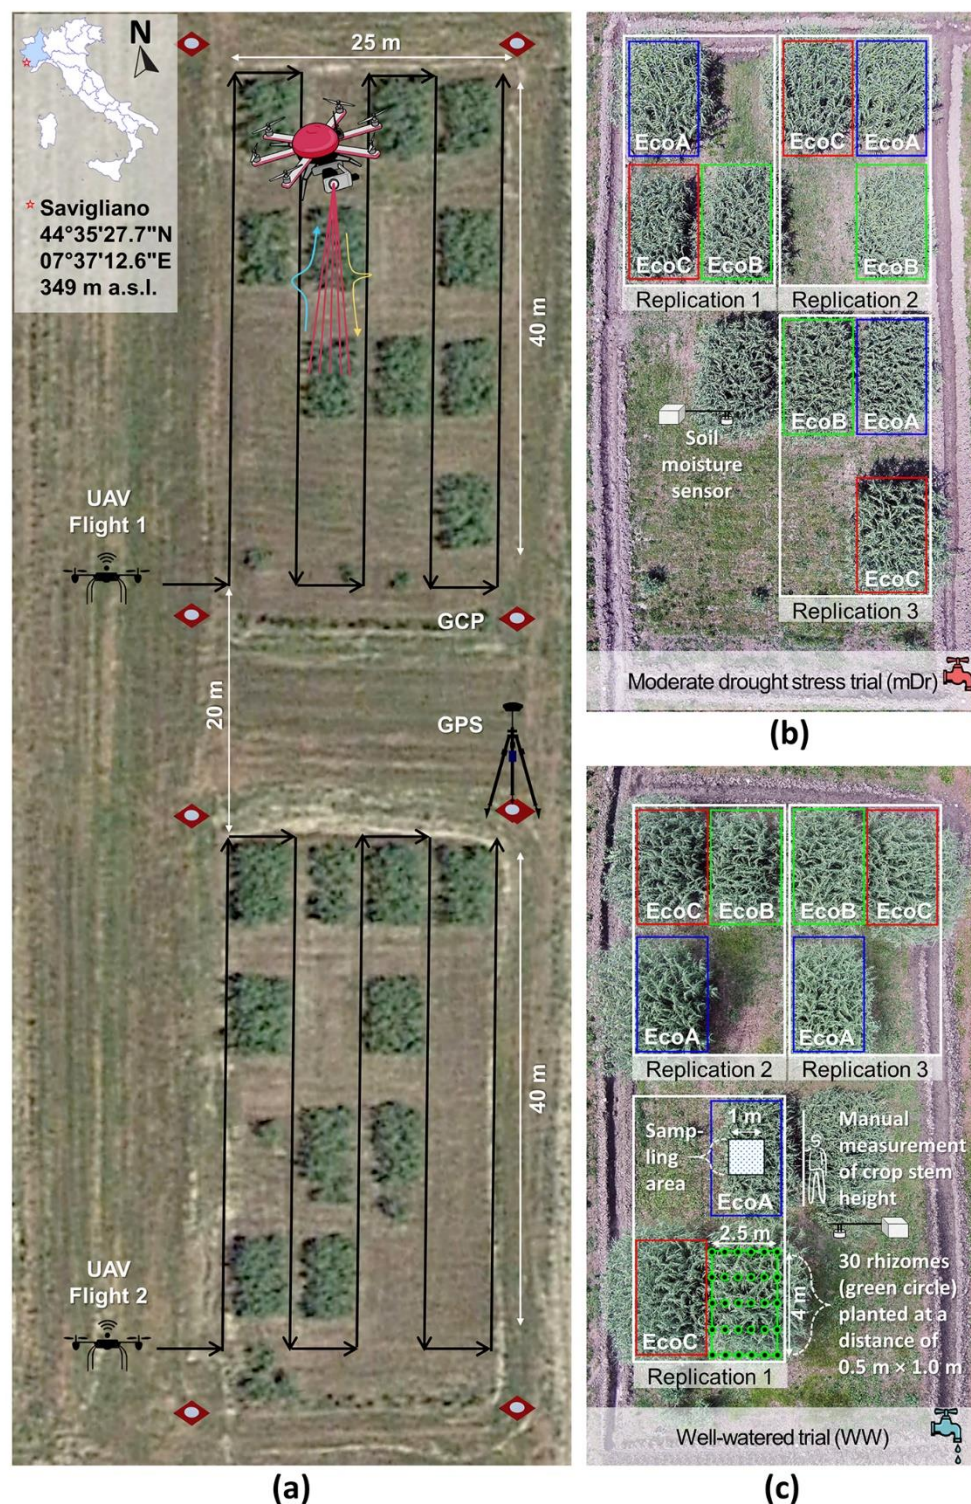 N
25 m
Savigliano
44°35'27.7"N
07°37'12.6"E
349 m a.s.l.
40 m
UAV
Flight 1
GCP
20 m
GPS
40 m
UAV
Flight 2
(a)
EcoA
EcoC
EcoA
EcoC
EcoB
EcoB
Replication 1
Replication 2
EcoB
EcoA
Soil
moisture
sensor
EcoC
Replication 3
Moderate drought stress trial (mDr)
(b)
EcoC
EcoB
EcoB
EcoC
EcoA
EcoA
Replication 2
Replication 3
1 m
Samp-
ling
area
EcoA
Manual
measurement
of crop stem
height
2.5 m
4 m
EcoC
30 rhizomes
(green circle)
planted at a
distance of
0.5 m × 1.0 m
Replication 1
Well-watered trial (WW)
(c)